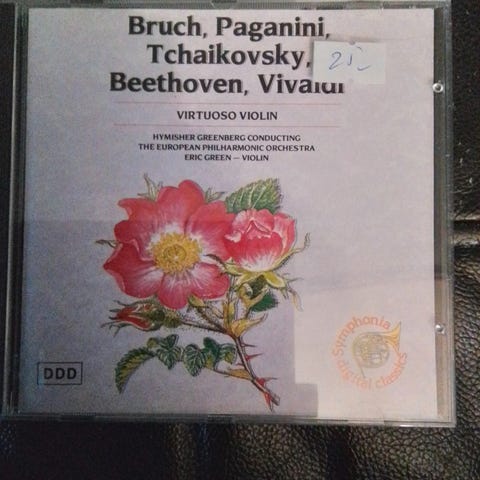 Bruch, Paganini,
Tchaikovsky,
Beethoven, Vivaldi
VIRTUOSO VIOLIN
HYMISHER GREENBERG CONDUCTING
THE EUROPEAN PHILHARMONIC ORCHESTRA
ERIC GREEN — VIOLIN
DDD
Symphonia
digital classics